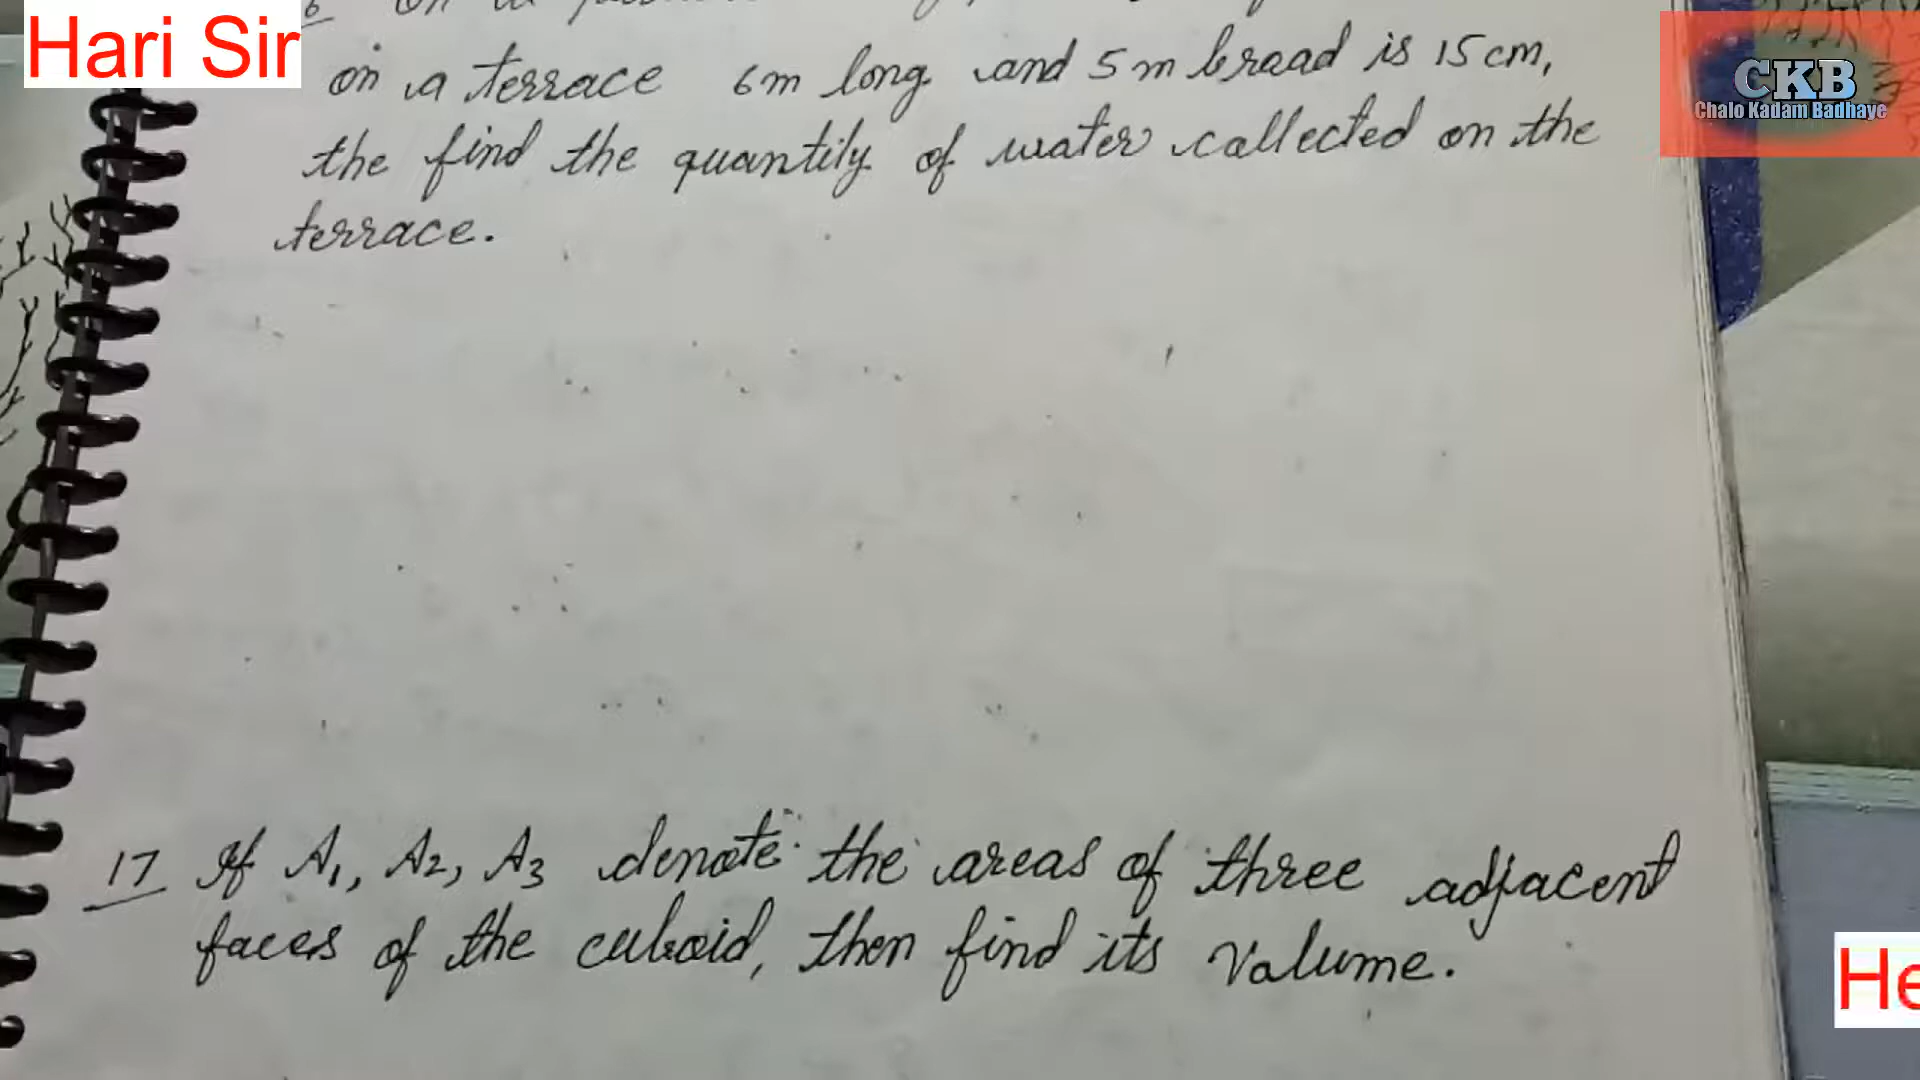 Hari Sir
CKB
Chalo Kadam Badhaye
on a terrace 6m long and 5m broad is 15cm,
the find the quantity of water collected on the
terrace.
17 If A1, A2, A3 denote the areas of three adjacent
faces of the cuboid, then find its volume.
He